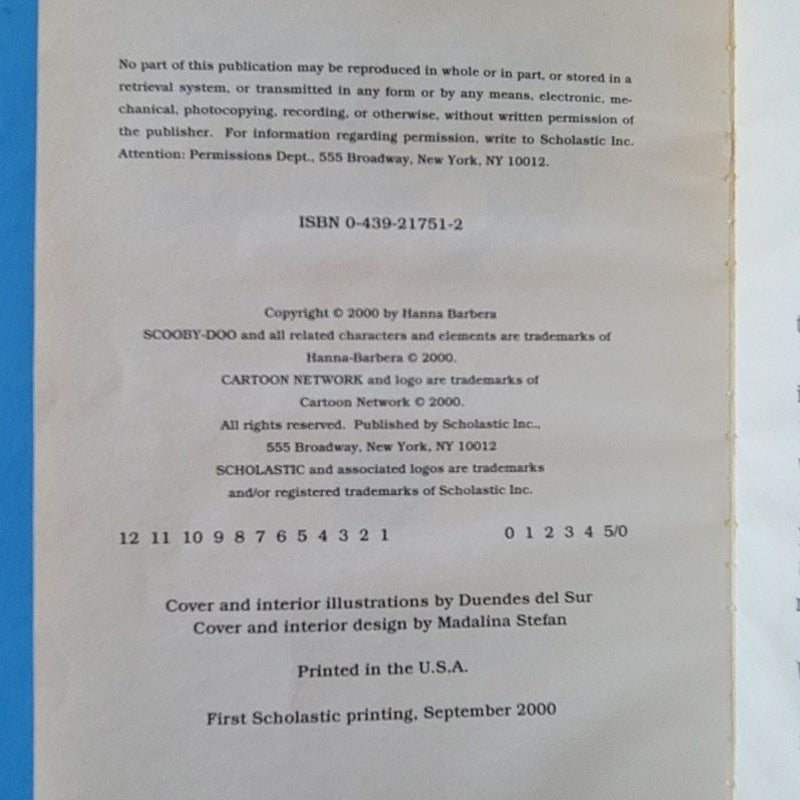 No part of this publication may be reproduced in whole or in part, or stored in a
retrieval system, or transmitted in any form or by any means, electronic, me-
chanical, photocopying, recording, or otherwise, without written permission of
the publisher. For information regarding permission, write to Scholastic Inc.
Attention: Permissions Dept., 555 Broadway, New York, NY 10012.
ISBN 0-439-21751-2
Copyright © 2000 by Hanna Barbera
SCOOBY-DOO and all related characters and elements are trademarks of
Hanna-Barbera © 2000.
CARTOON NETWORK and logo are trademarks of
Cartoon Network © 2000.
All rights reserved. Published by Scholastic Inc.,
555 Broadway, New York, NY 10012
SCHOLASTIC and associated logos are trademarks
and/or registered trademarks of Scholastic Inc.
12 11 10 9 8 7 6 5 4 3 2 1 0 1 2 3 4 5/0
Cover and interior illustrations by Duendes del Sur
Cover and interior design by Madalina Stefan
Printed in the U.S.A.
First Scholastic printing, September 2000